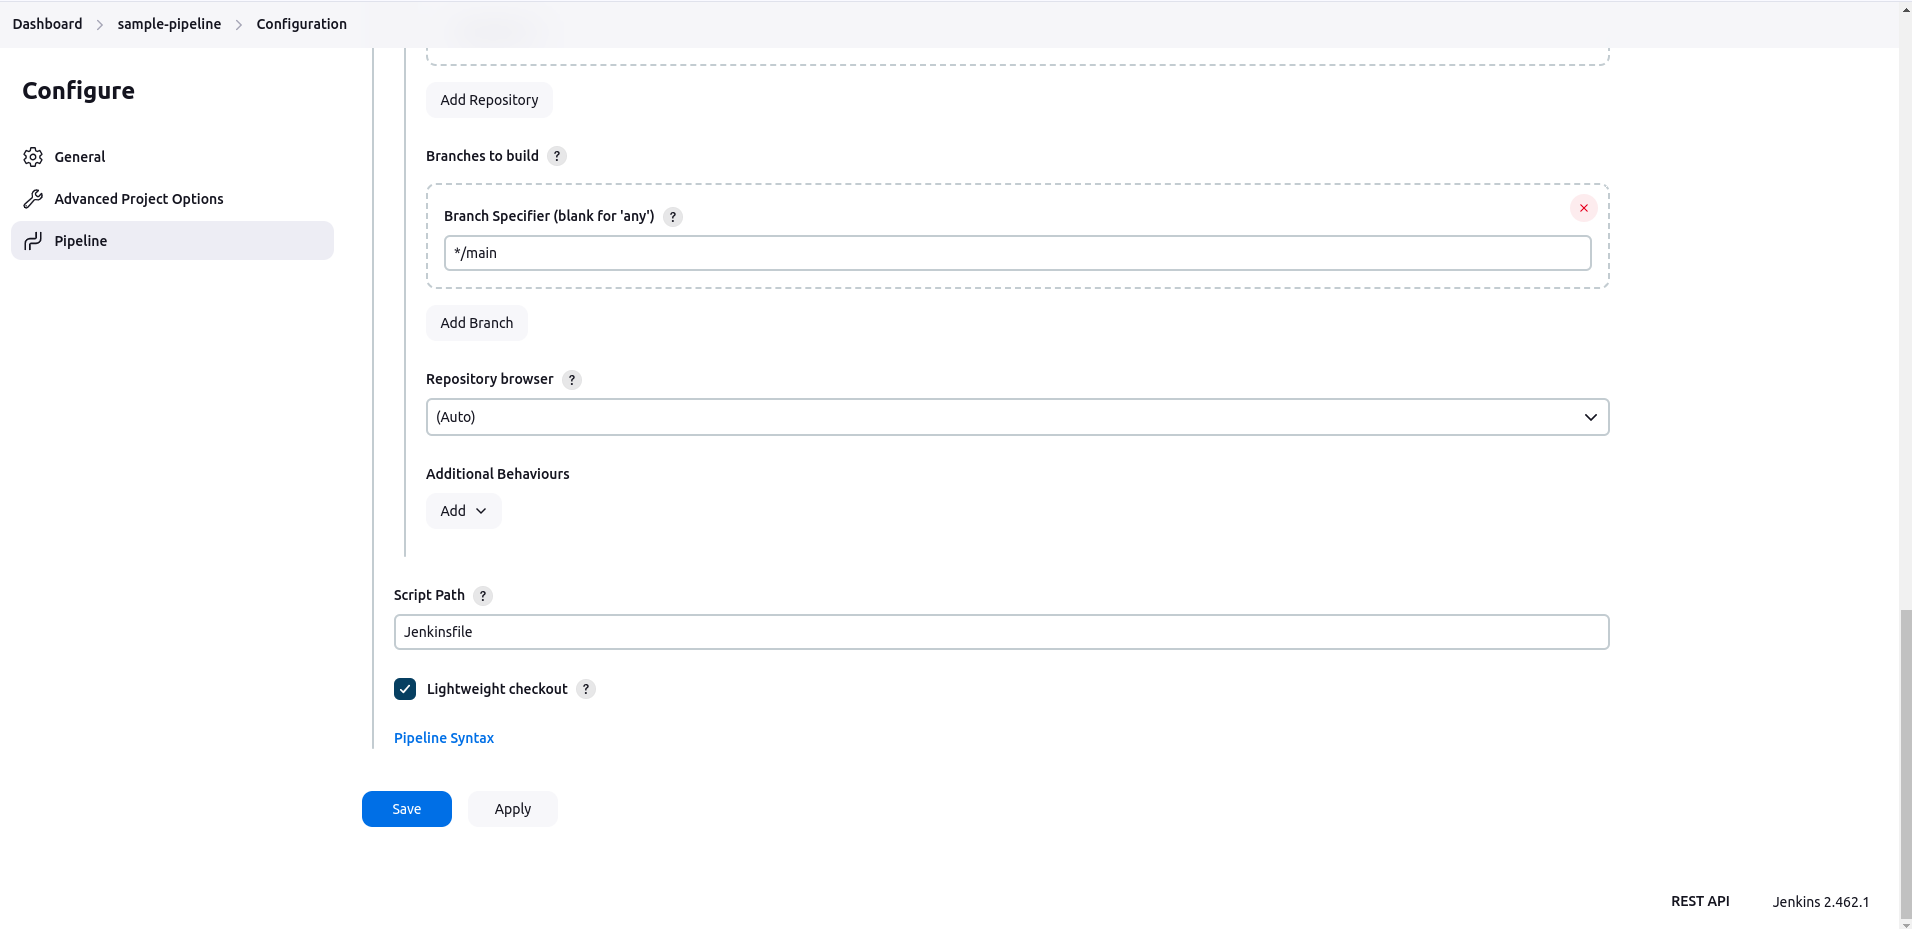 Dashboard > sample-pipeline > Configuration
Configure
General
Advanced Project Options
Pipeline
Add Repository
Branches to build ?
Branch Specifier (blank for 'any') ?
*/main
Add Branch
Repository browser ?
(Auto)
Additional Behaviours
Add
Script Path ?
Jenkinsfile
Lightweight checkout ?
Pipeline Syntax
Save Apply
REST API Jenkins 2.462.1